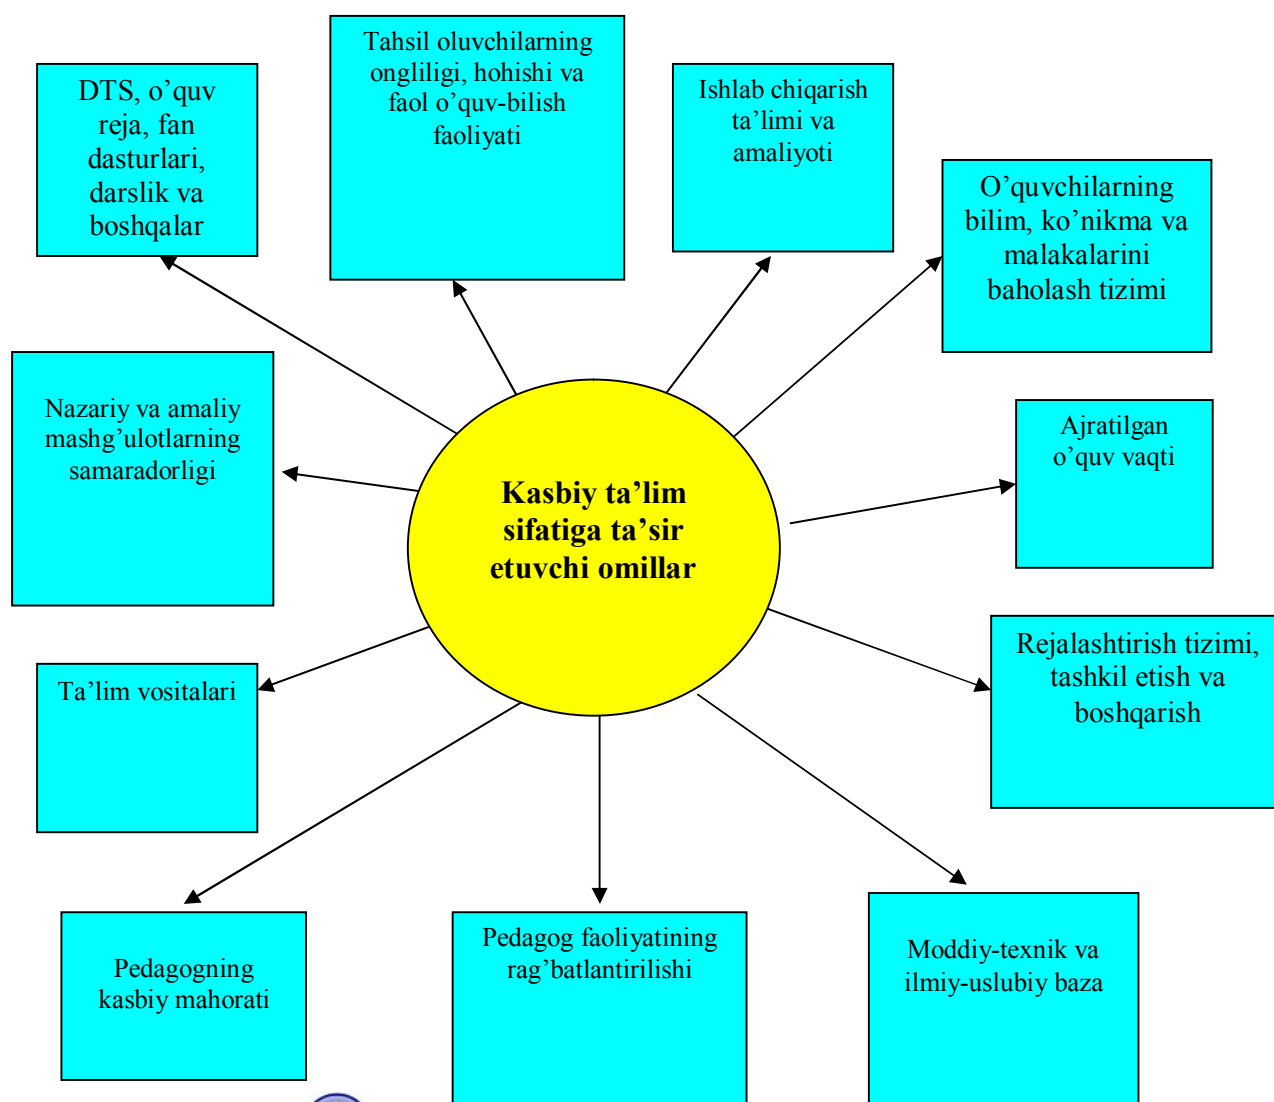 Tahsil oluvchilarning
ongliligi, hohishi va
faol o’quv-bilish
faoliyati
DTS, o’quv
reja, fan
dasturlari,
darslik va
boshqalar
Ishlab chiqarish
ta’limi va
amaliyoti
O’quvchilarning
bilim, ko’nikma va
malakalarini
baholash tizimi
Nazariy va amaliy
mashg’ulotlarning
samaradorligi
Ajratilgan
o’quv vaqti
Kasbiy ta’lim
sifatiga ta’sir
etuvchi omillar
Ta’lim vositalari
Rejalashtirish tizimi,
tashkil etish va
boshqarish
Pedagogning
kasbiy mahorati
Pedagog faoliyatining
rag’batlantirilishi
Moddiy-texnik va
ilmiy-uslubiy baza